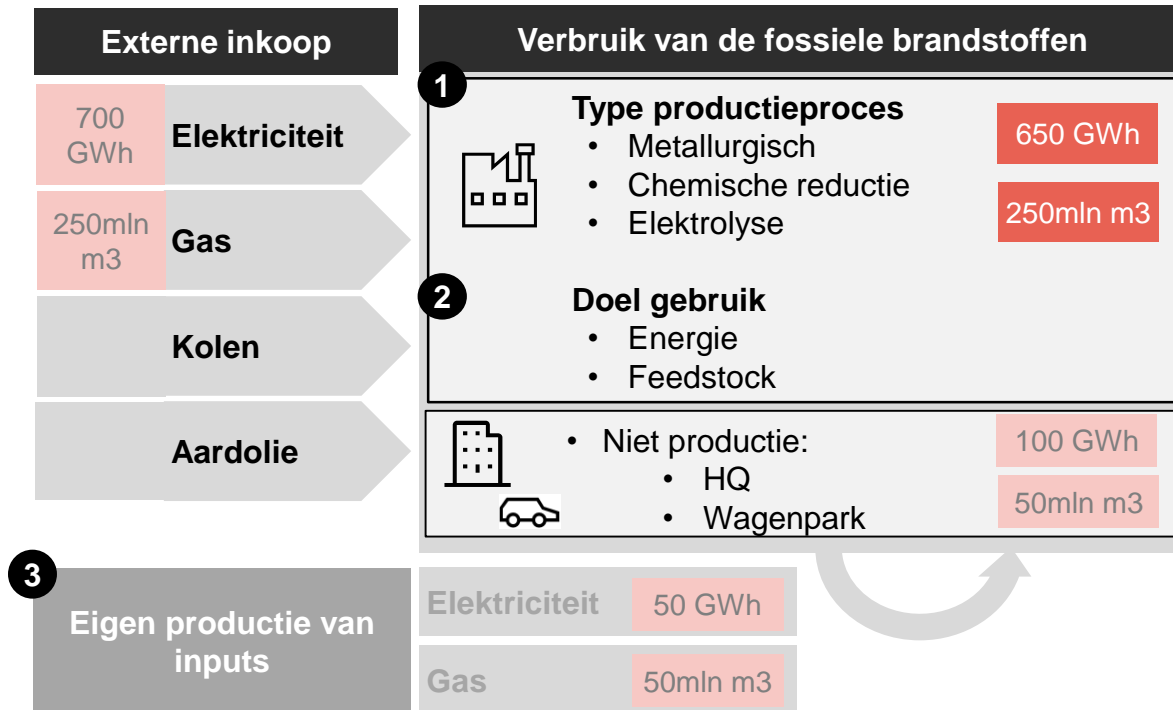 Externe inkoop
700
GWh
Elektriciteit
250mln
m3
Gas
Kolen
Aardolie
Verbruik van de fossiele brandstoffen
1
Type productieproces
• Metallurgisch
• Chemische reductie
• Elektrolyse
650 GWh
250mln m3
2
Doel gebruik
• Energie
• Feedstock
• Niet productie:
• HQ
• Wagenpark
100 GWh
50mln m3
3
Eigen productie van
inputs
Elektriciteit
50 GWh
Gas
50mln m3